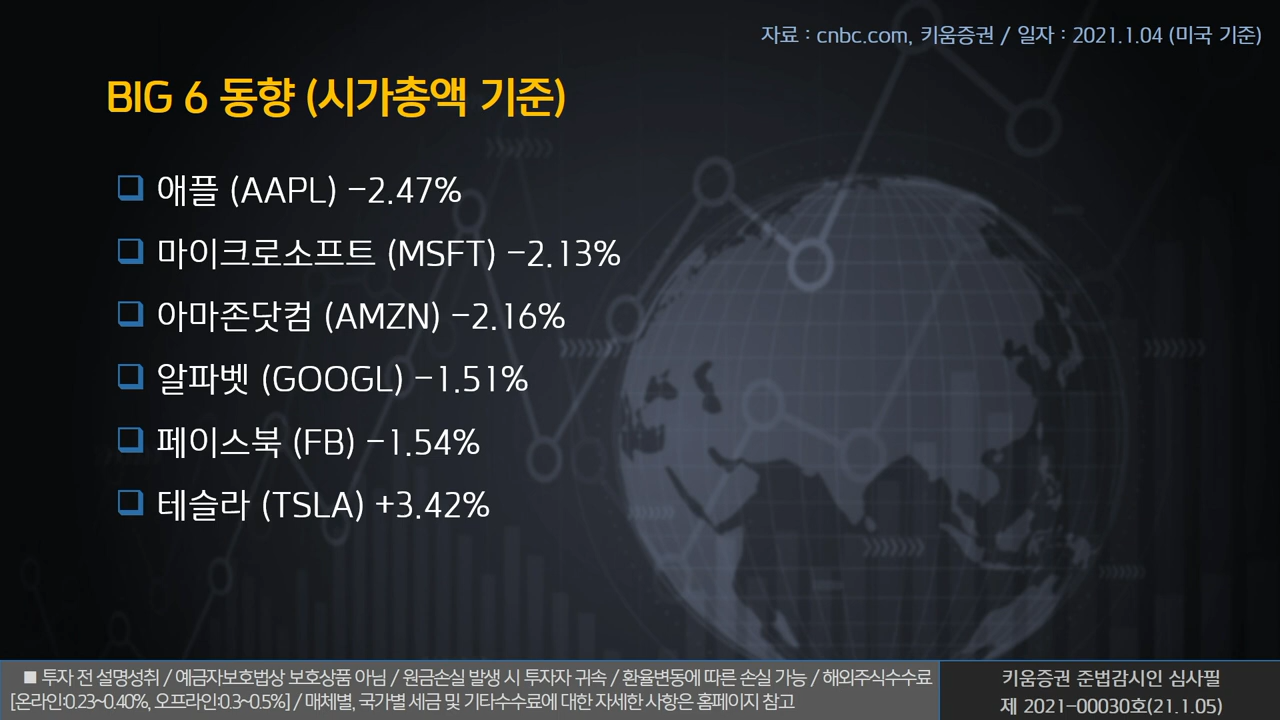 자료 : cnbc.com, 키움증권 / 일자 : 2021.1.04 (미국 기준)
BIG 6 동향 (시가총액 기준)
애플 (AAPL) -2.47%
마이크로소프트 (MSFT) -2.13%
아마존닷컴 (AMZN) -2.16%
알파벳 (GOOGL) -1.51%
페이스북 (FB) -1.54%
테슬라 (TSLA) +3.42%
■ 투자 전 설명성취 / 예금자보호법상 보호상품 아님 / 원금손실 발생 시 투자자 귀속 / 환율변동에 따른 손실 가능 / 해외주식수수료
[온라인:0.23~0.40%, 오프라인:0.3~0.5%] / 매체별, 국가별 세금 및 기타수수료에 대한 자세한 사항은 홈페이지 참고
키움증권 준법감시인 심사필
제 2021-00030호(21.1.05)